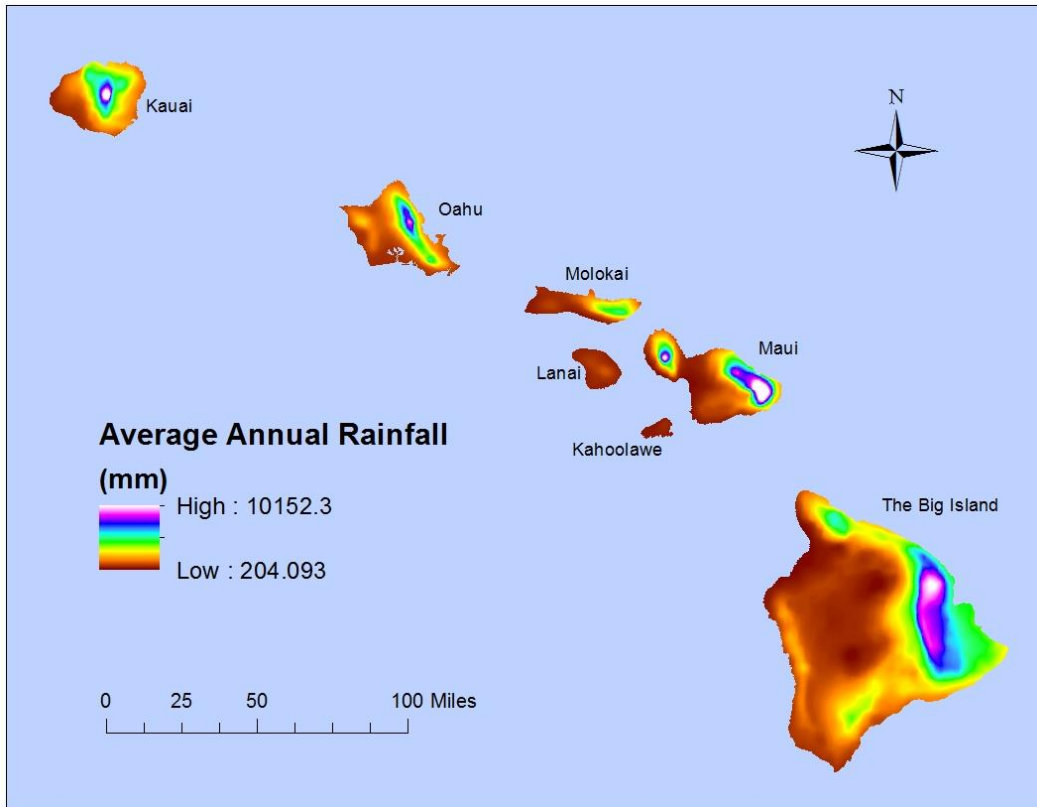 N
Kauai
Oahu
Molokai
Lanai
Maui
Kahoolawe
The Big Island
Average Annual Rainfall
(mm)
High : 10152.3
Low : 204.093
0 25 50 100 Miles